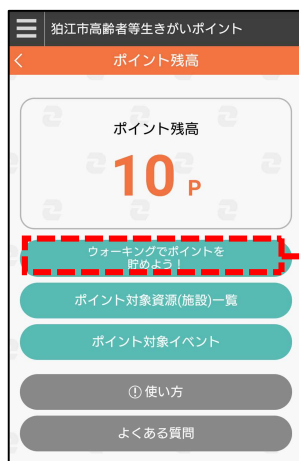 狛江市高齢者等生きがいポイント
ポイント残高
ポイント残高
10 P
ウォーキングでポイントを
貯めよう！
ポイント対象資源(施設)一覧
ポイント対象イベント
! 使い方
よくある質問